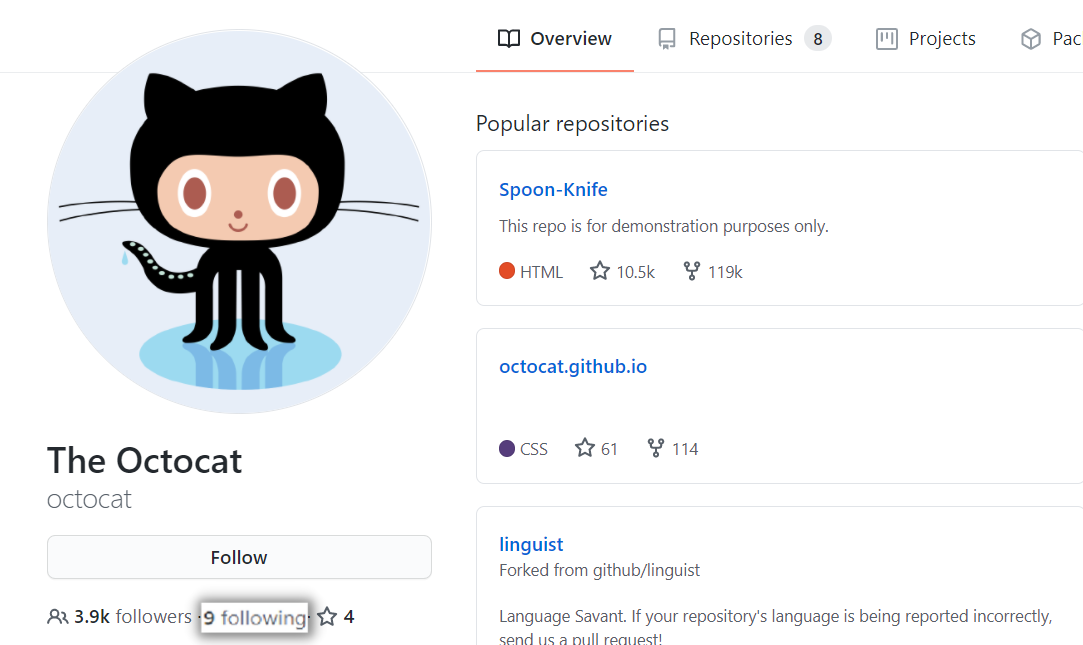 Overview Repositories 8 Projects Pac
Popular repositories
Spoon-Knife
This repo is for demonstration purposes only.
HTML 10.5k 119k
octocat.github.io
CSS 61 114
linguist
Forked from github/linguist
Language Savant. If your repository's language is being reported incorrectly,
send us a pull request!
The Octocat
octocat
Follow
3.9k followers · 9 following · 4